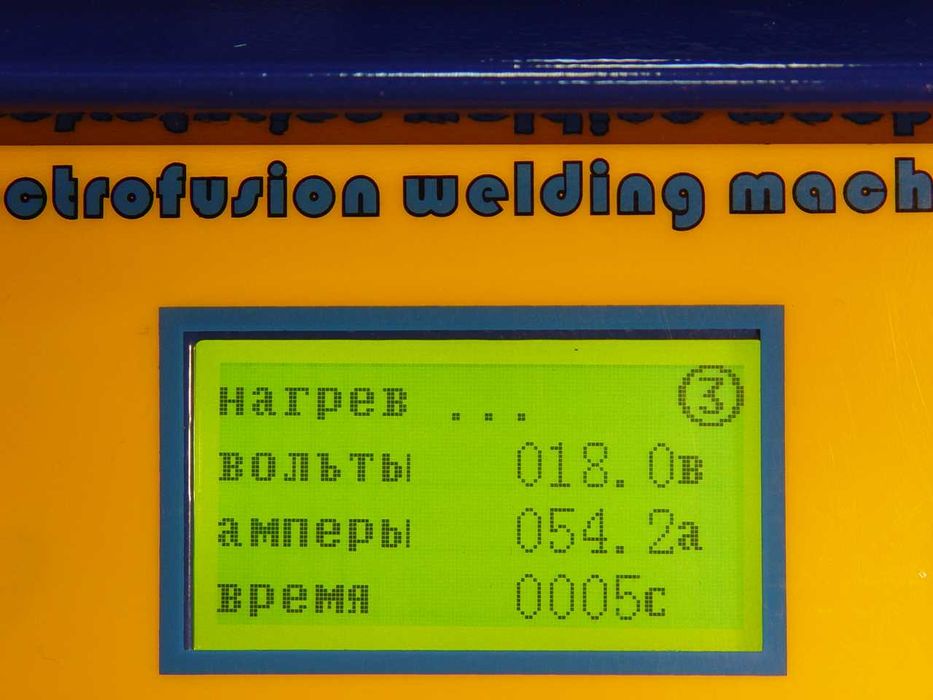 ctrofusion welding mach
нагрев ... ③
вольты 018.0в
амперы 054.2а
время 0005с